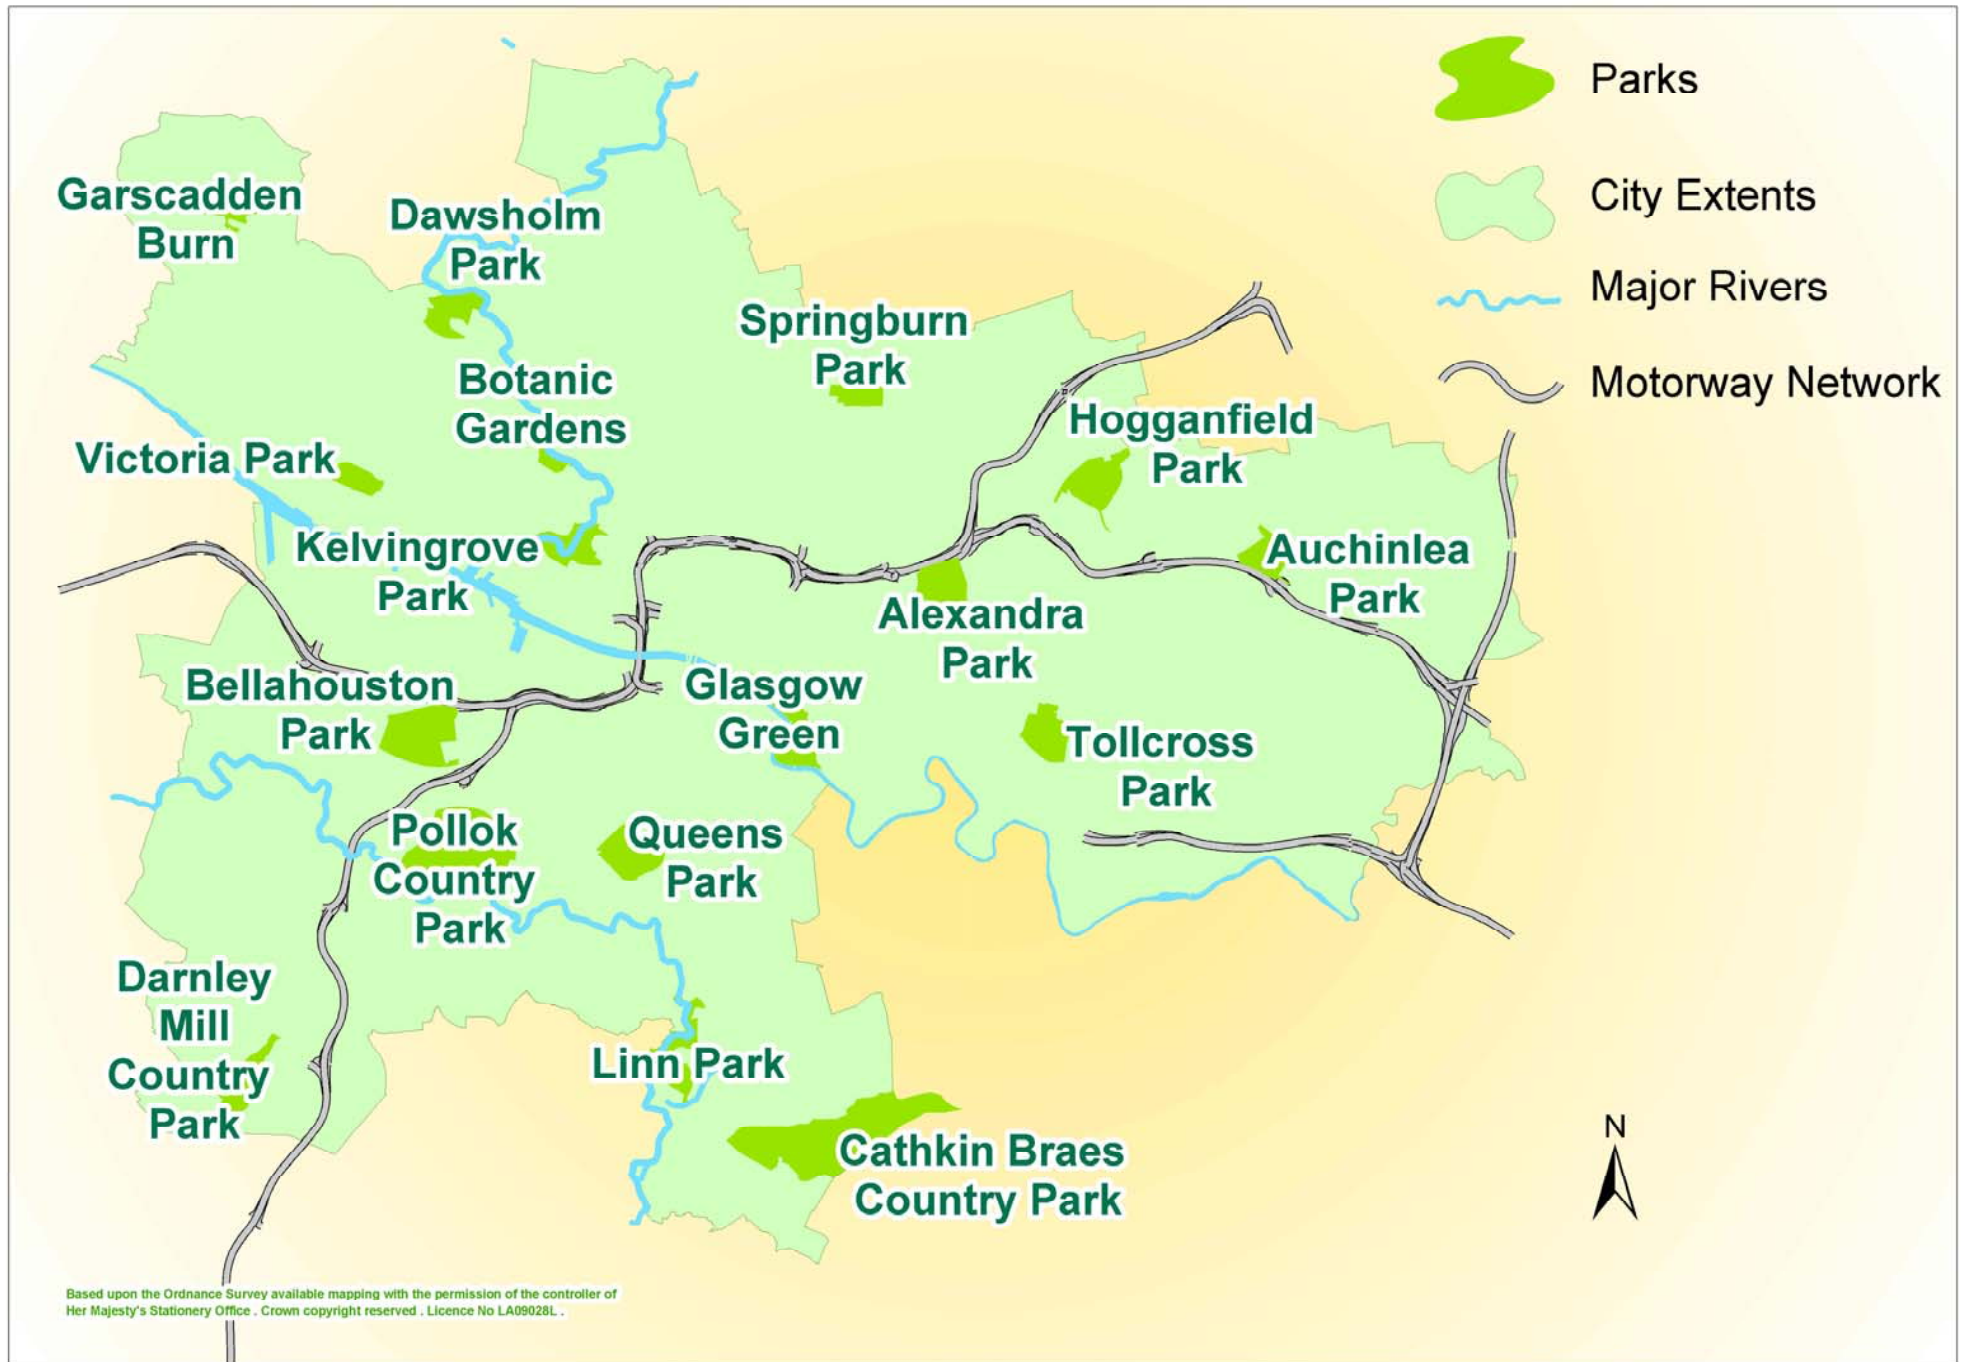 Parks
City Extents
Major Rivers
Motorway Network
Garscadden
Burn
Dawsholm
Park
Springburn
Park
Botanic
Gardens
Hogganfield
Park
Victoria Park
Kelvingrove
Park
Auchinlea
Park
Alexandra
Park
Bellahouston
Park
Glasgow
Green
Tollcross
Park
Pollok
Country
Park
Queens
Park
Darnley
Mill
Country
Park
Linn Park
Cathkin Braes
Country Park
N
Based upon the Ordnance Survey available mapping with the permission of the controller of
Her Majesty's Stationery Office . Crown copyright reserved . Licence No LA09028L .